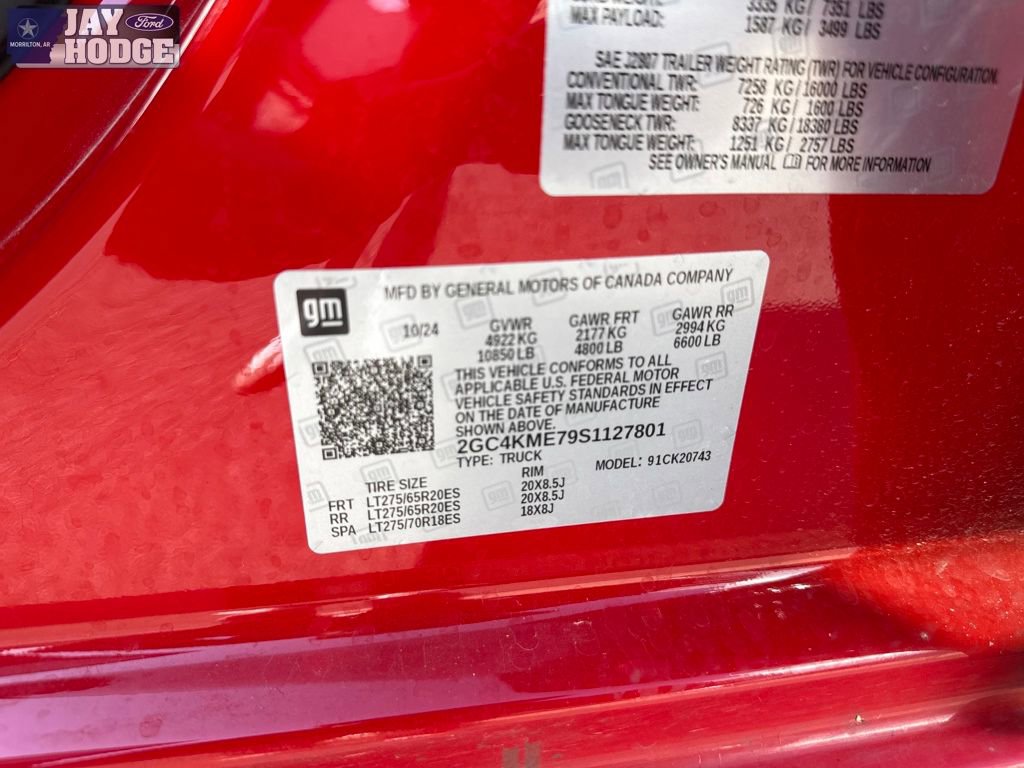 JAY
HODGE
Ford
MORRILTON, AR
3335 KG / 7351 LBS
MAX PAYLOAD: 1587 KG / 3499 LBS
SAE J2807 TRAILER WEIGHT RATING (TWR) FOR VEHICLE CONFIGURATION.
CONVENTIONAL TWR: 7258 KG / 16000 LBS
MAX TONGUE WEIGHT: 726 KG / 1600 LBS
GOOSENECK TWR: 8337 KG / 18380 LBS
MAX TONGUE WEIGHT: 1251 KG / 2757 LBS
SEE OWNER'S MANUAL FOR MORE INFORMATION
gm
MFD BY GENERAL MOTORS OF CANADA COMPANY
10/24 GVWR GAWR FRT GAWR RR
4922 KG 2177 KG 2994 KG
10850 LB 4800 LB 6600 LB
THIS VEHICLE CONFORMS TO ALL
APPLICABLE U.S. FEDERAL MOTOR
VEHICLE SAFETY STANDARDS IN EFFECT
ON THE DATE OF MANUFACTURE
SHOWN ABOVE.
2GC4KME79S1127801
TYPE: TRUCK MODEL: 91CK20743
TIRE SIZE RIM
FRT LT275/65R20ES 20X8.5J
RR LT275/65R20ES 20X8.5J
SPA LT275/70R18ES 18X8J